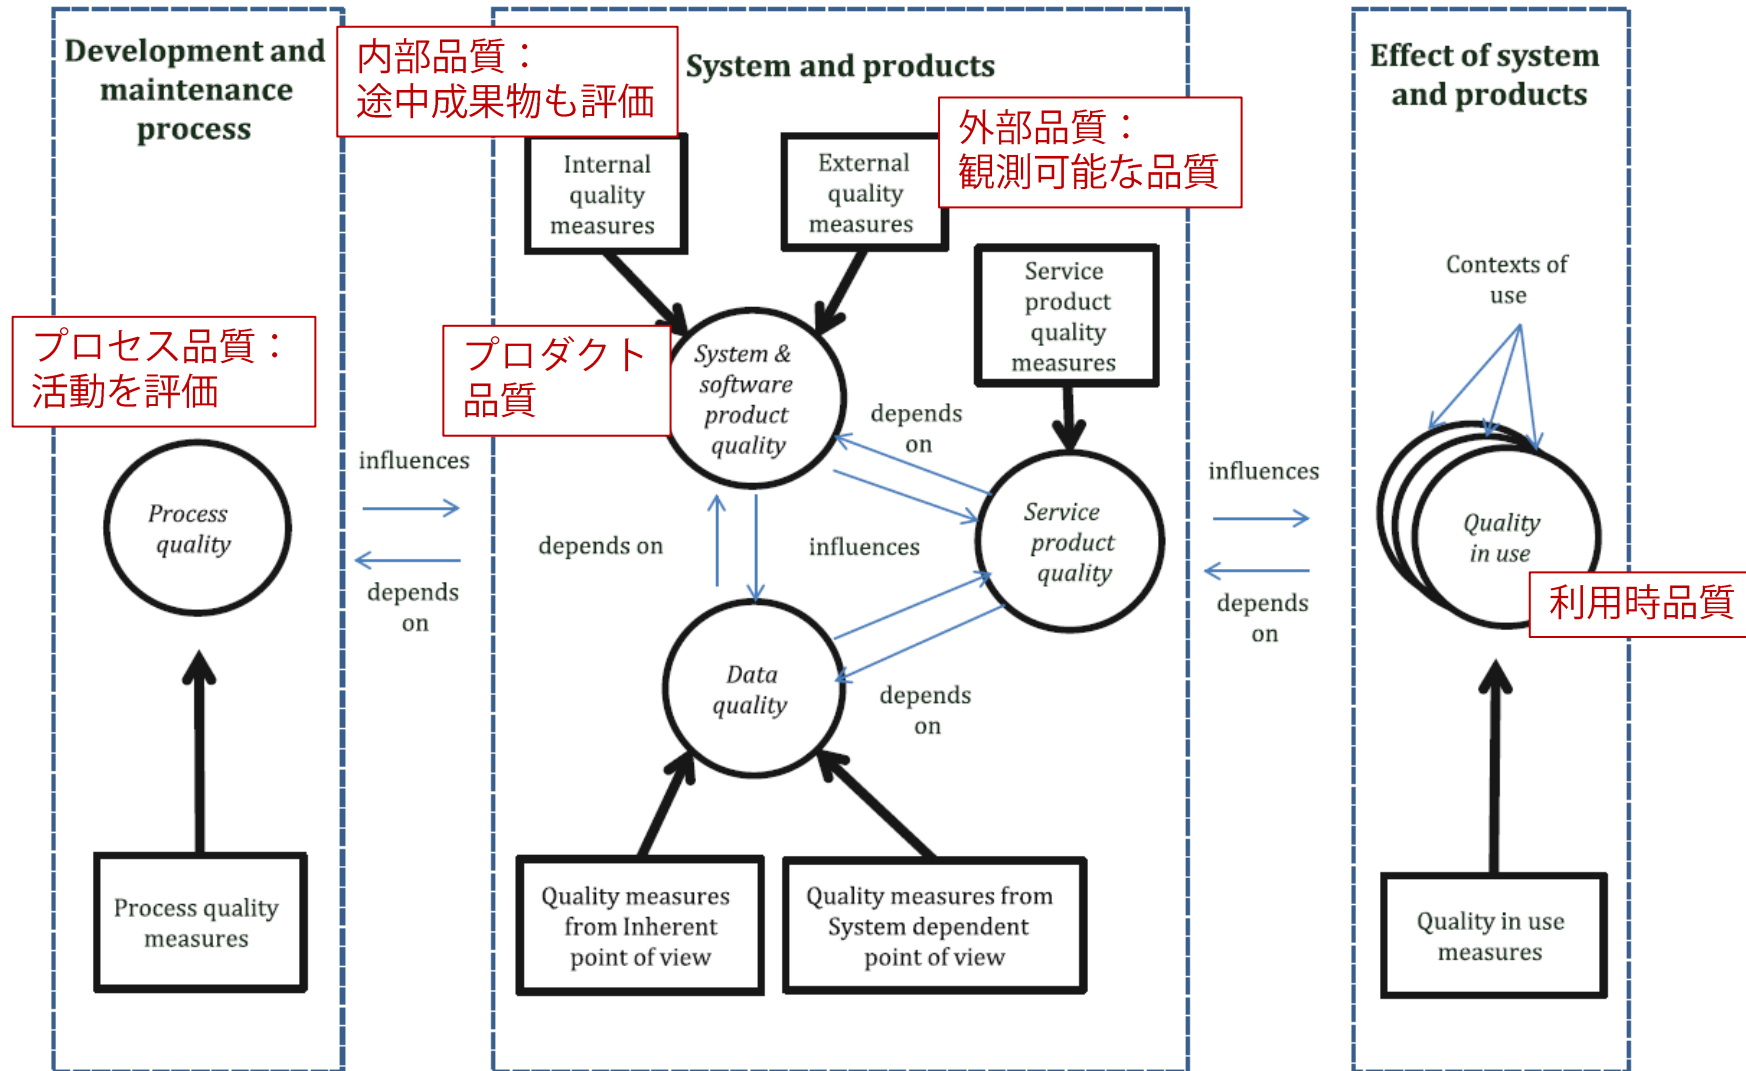 Development and
maintenance
process
プロセス品質：
活動を評価
Process
quality
Process quality
measures
influences
depends
on
内部品質：
途中成果物も評価
System and products
外部品質：
観測可能な品質
Internal
quality
measures
External
quality
measures
Service
product
quality
measures
プロダクト
品質
System &
software
product
quality
depends
on
depends on
influences
Service
product
quality
Data
quality
depends
on
Quality measures
from Inherent
point of view
Quality measures from
System dependent
point of view
influences
depends
on
Effect of system
and products
Contexts of
use
Quality
in use
利用時品質
Quality in use
measures